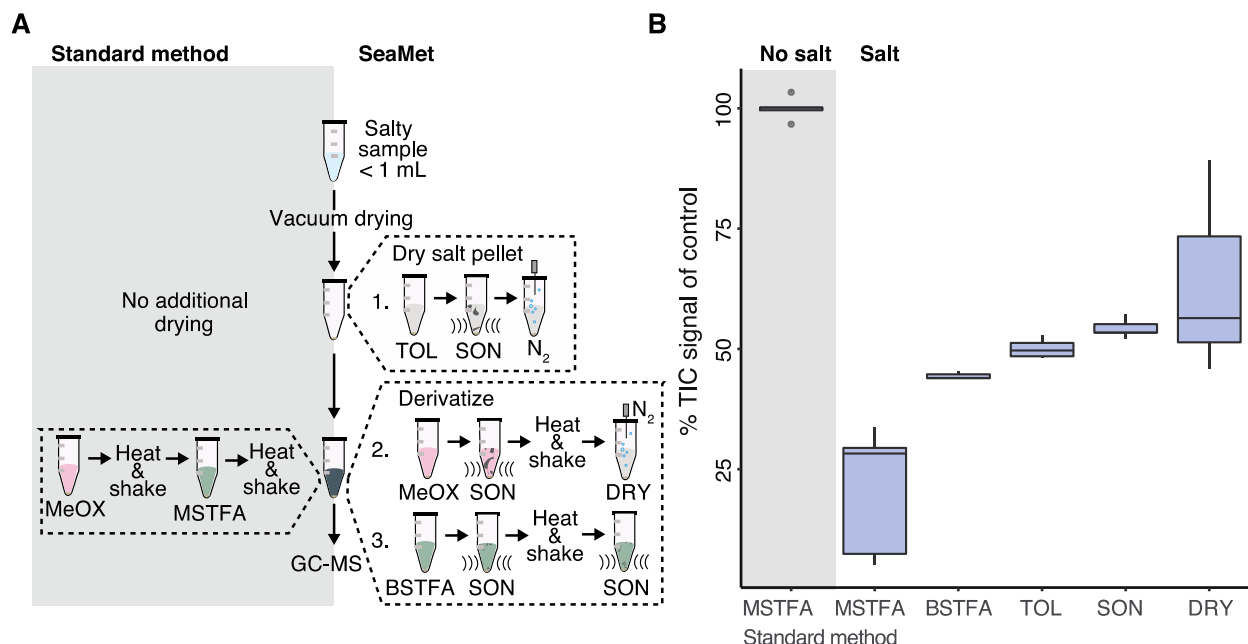 A
Standard method
SeaMet
Salty
sample
< 1 mL
Vacuum drying
No additional
drying
Dry salt pellet
1.
TOL
SON
N2
Derivatize
2.
MeOX
SON
Heat
&
shake
N2
DRY
3.
BSTFA
SON
Heat
&
shake
SON
MeOX
Heat
&
shake
MSTFA
Heat
&
shake
GC-MS
B
No salt
Salt
% TIC signal of control
100
75
50
25
MSTFA
MSTFA
BSTFA
TOL
SON
DRY
Standard method